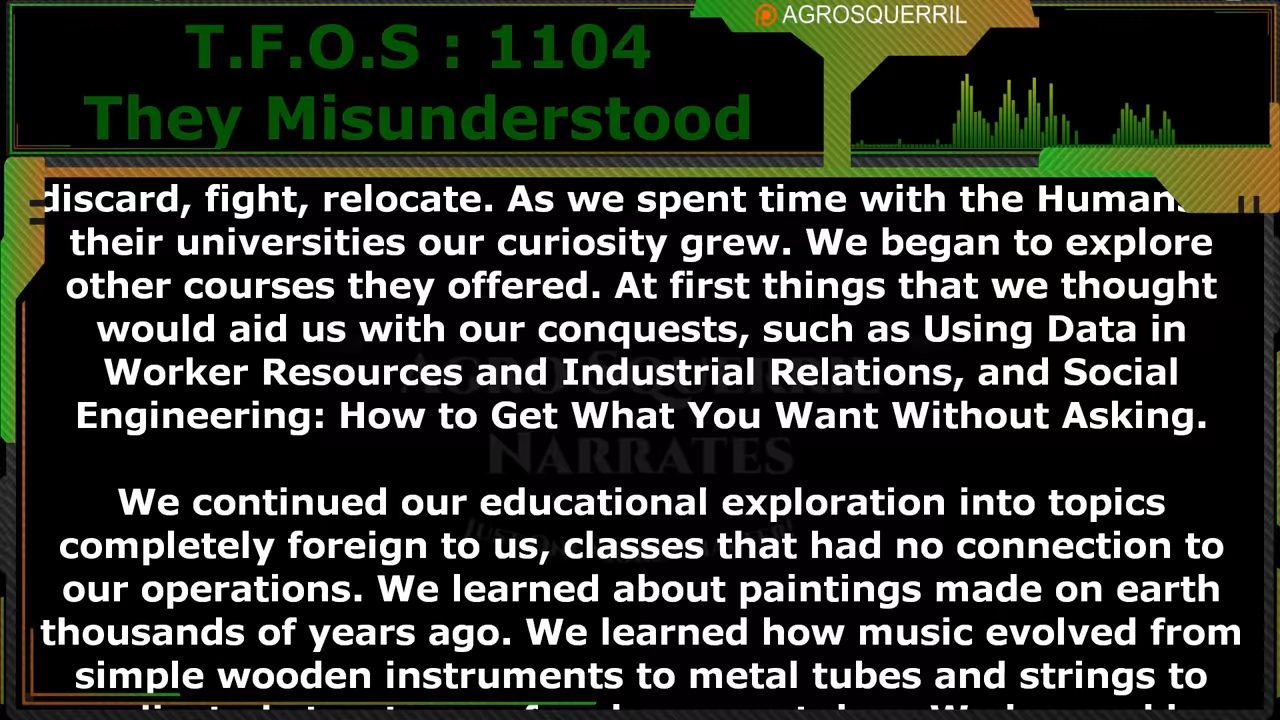 AGROSQUERRIL
T.F.O.S : 1104
They Misunderstood
discard, fight, relocate. As we spent time with the Human
their universities our curiosity grew. We began to explore
other courses they offered. At first things that we thought
would aid us with our conquests, such as Using Data in
Worker Resources and Industrial Relations, and Social
Engineering: How to Get What You Want Without Asking.
NARRATES
We continued our educational exploration into topics
completely foreign to us, classes that had no connection to
our operations. We learned about paintings made on earth
thousands of years ago. We learned how music evolved from
simple wooden instruments to metal tubes and strings to